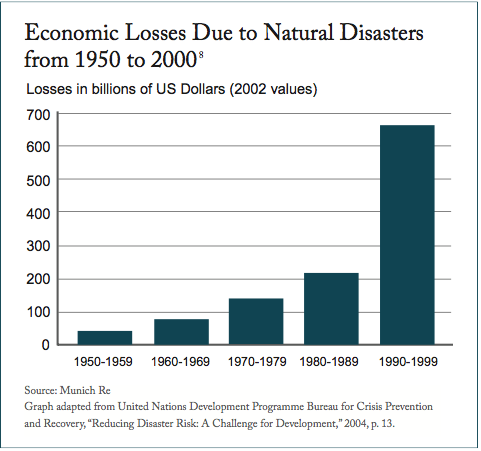 Economic Losses Due to Natural Disasters
from 1950 to 2000⁸
Losses in billions of US Dollars (2002 values)
700
600
500
400
300
200
100
0
1950-1959 1960-1969 1970-1979 1980-1989 1990-1999
Source: Munich Re
Graph adapted from United Nations Development Programme Bureau for Crisis Prevention
and Recovery, “Reducing Disaster Risk: A Challenge for Development,” 2004, p. 13.